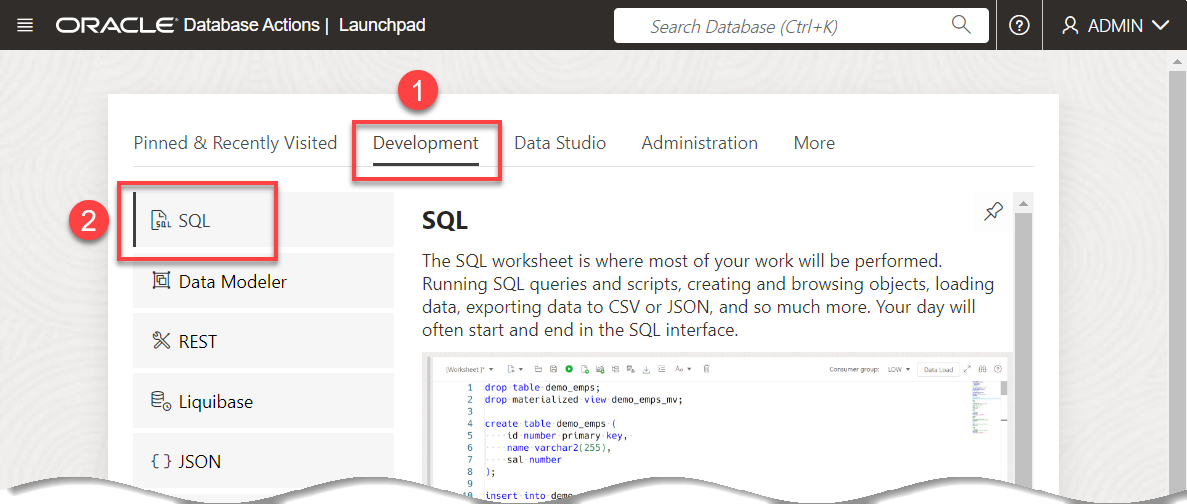 ORACLE® Database Actions | Launchpad
Search Database (Ctrl+K)
ADMIN
1
Pinned & Recently Visited
Development
Data Studio
Administration
More
2
SQL
Data Modeler
REST
Liquibase
{ } JSON
SQL
The SQL worksheet is where most of your work will be performed.
Running SQL queries and scripts, creating and browsing objects, loading
data, exporting data to CSV or JSON, and so much more. Your day will
often start and end in the SQL interface.
[Worksheet]*
Aa
Consumer group: LOW
Data Load
1 drop table demo_emps;
2 drop materialized view demo_emps_mv;
3
4 create table demo_emps (
5 id number primary key,
6 name varchar2(255),
7 sal number
8 );
9
10 insert into demo